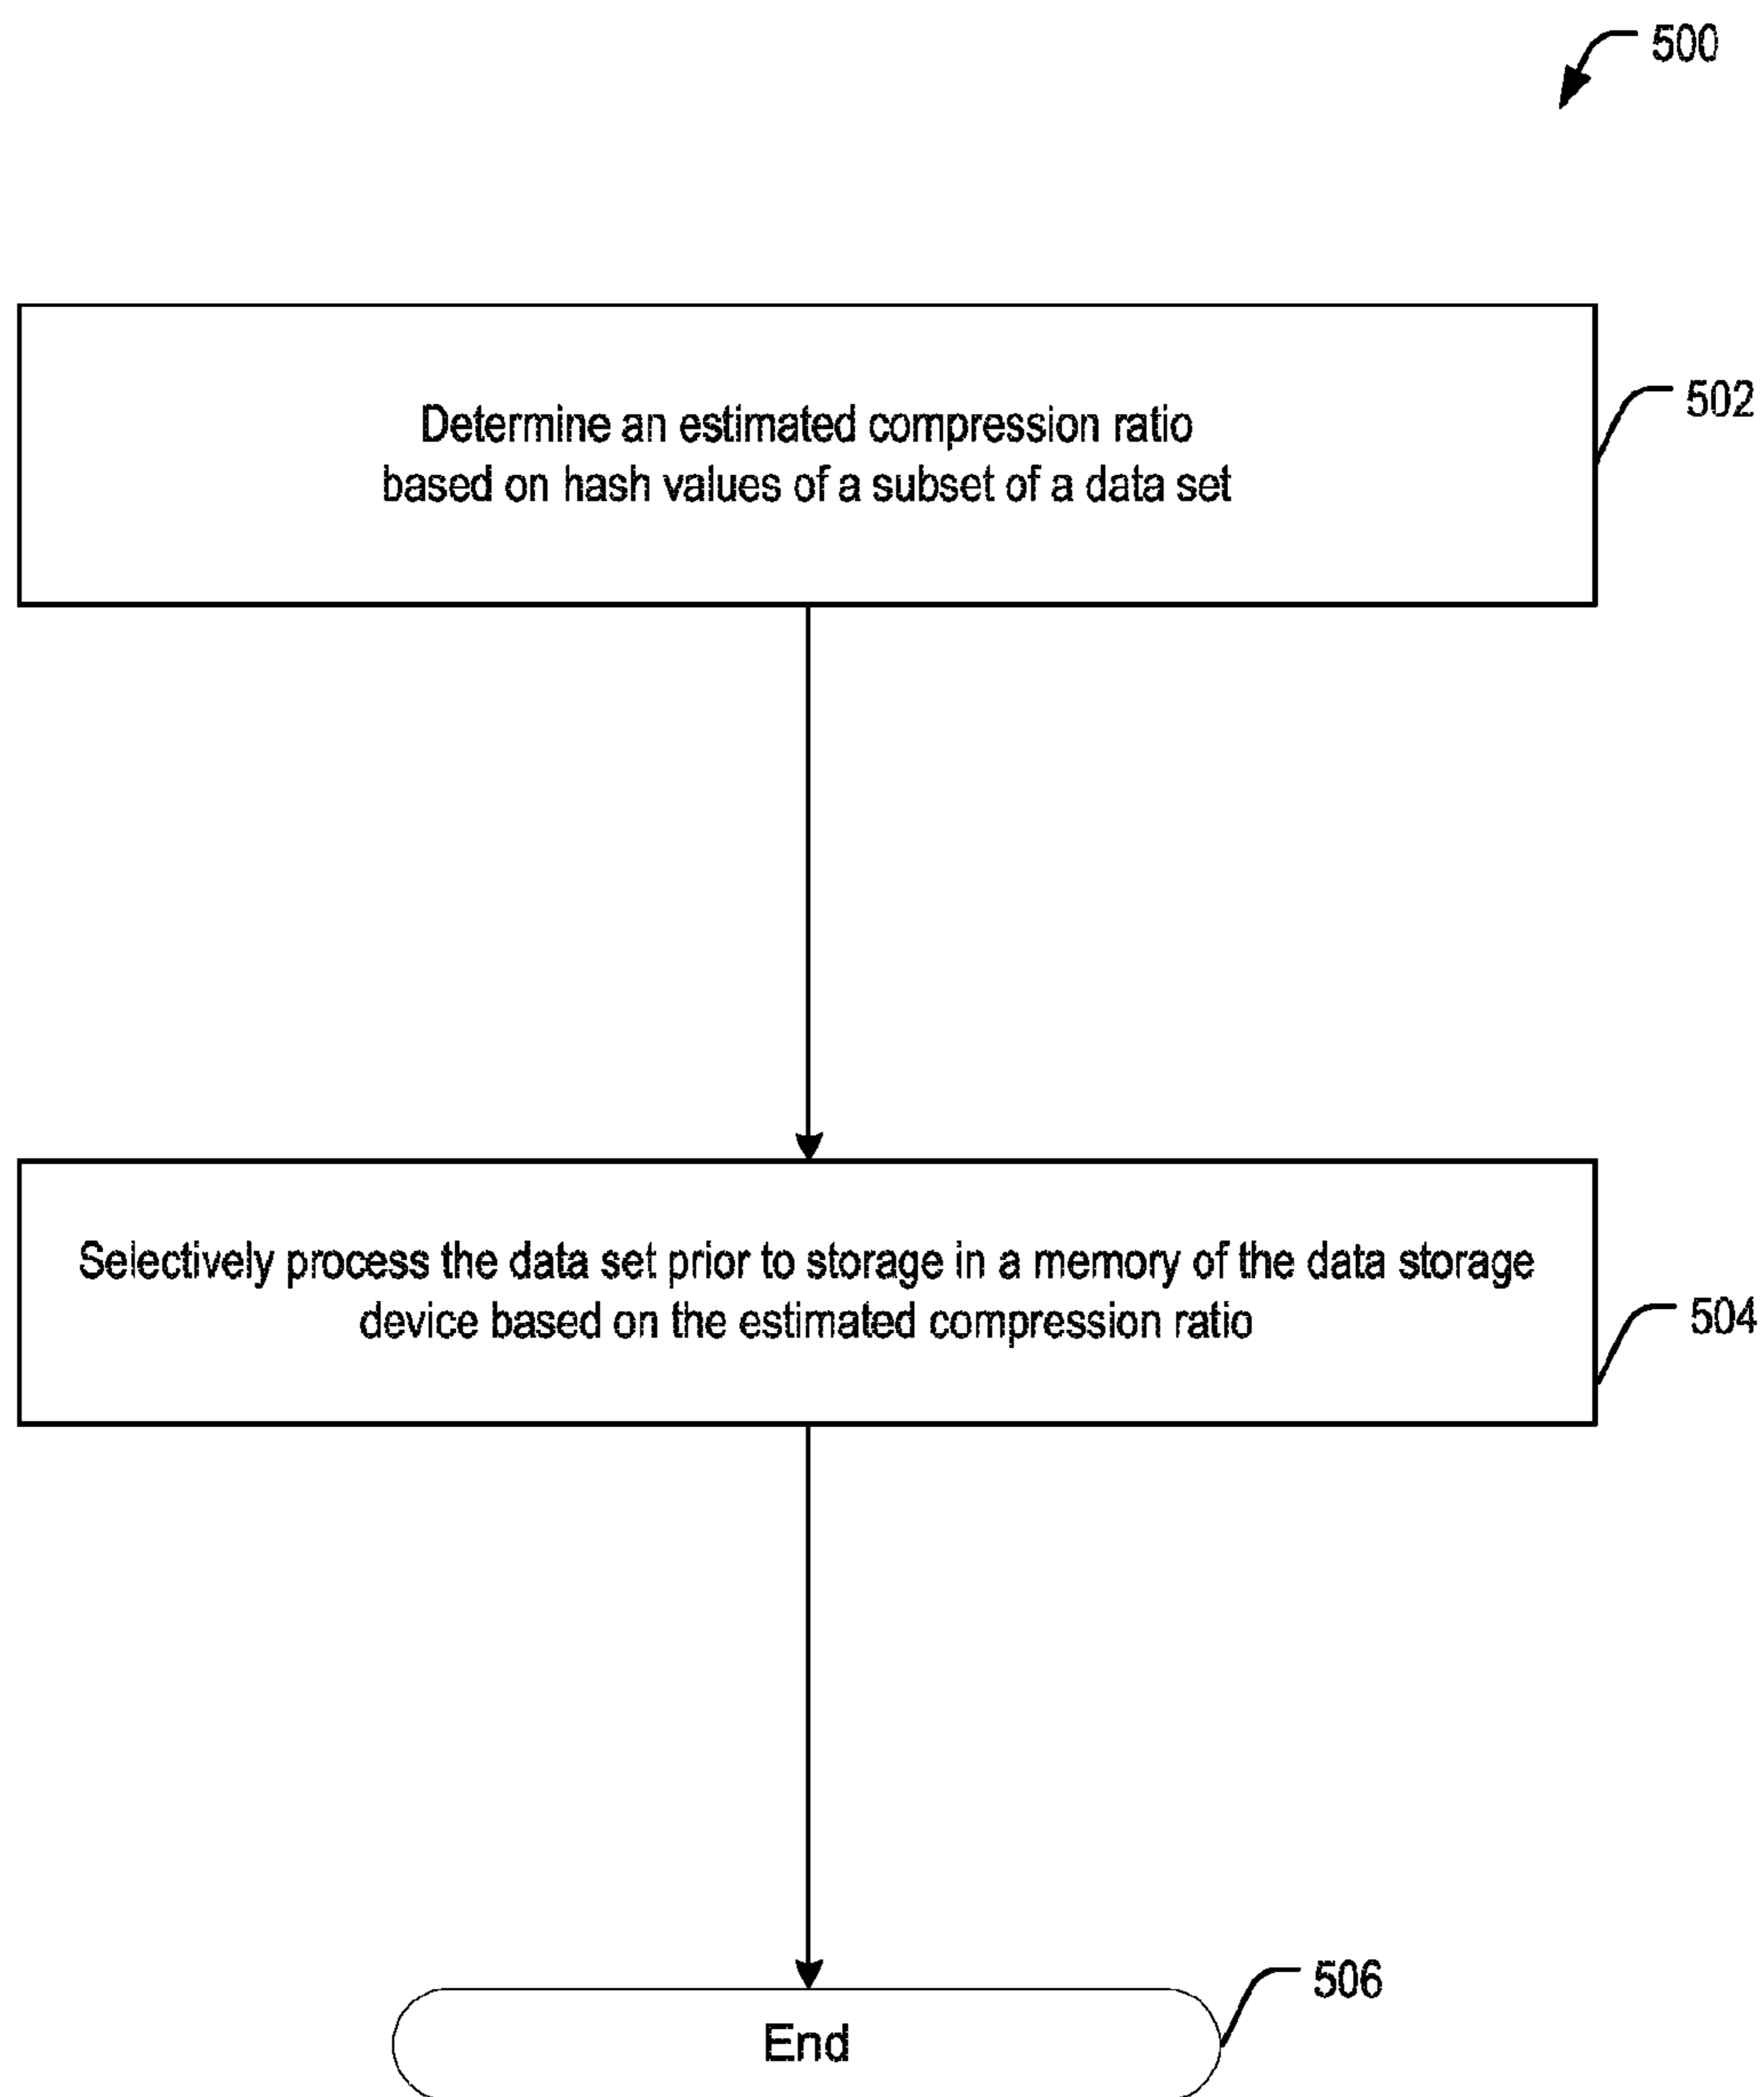 500
Determine an estimated compression ratio
based on hash values of a subset of a data set
502
Selectively process the data set prior to storage in a memory of the data storage
device based on the estimated compression ratio
504
End
506